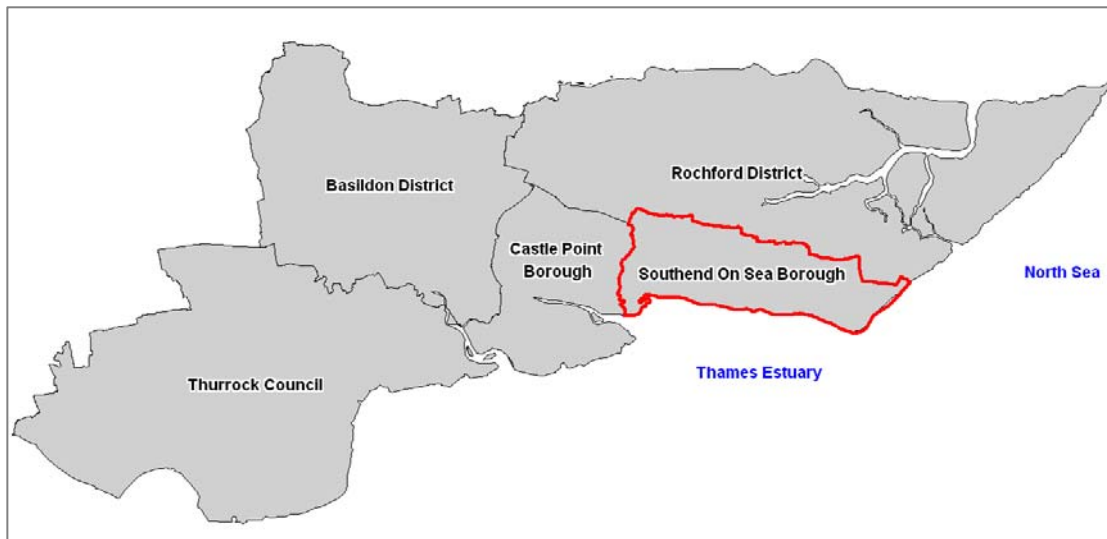 Basildon District
Rochford District
Castle Point
Borough
Southend On Sea Borough
North Sea
Thames Estuary
Thurrock Council